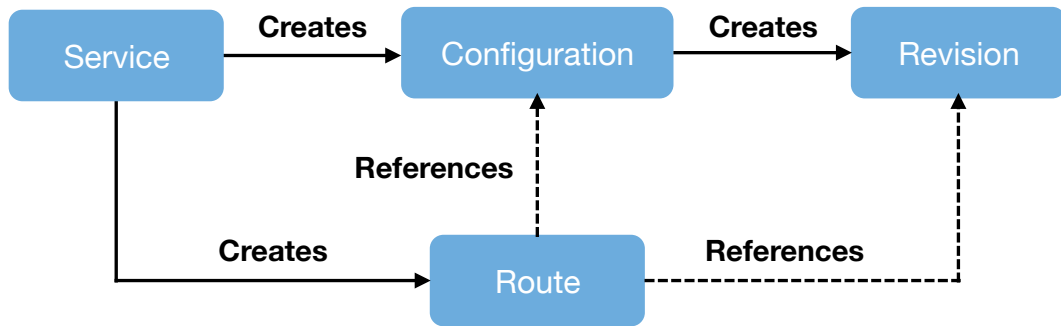 Creates
Creates
Service
Configuration
Revision
References
Creates
References
Route